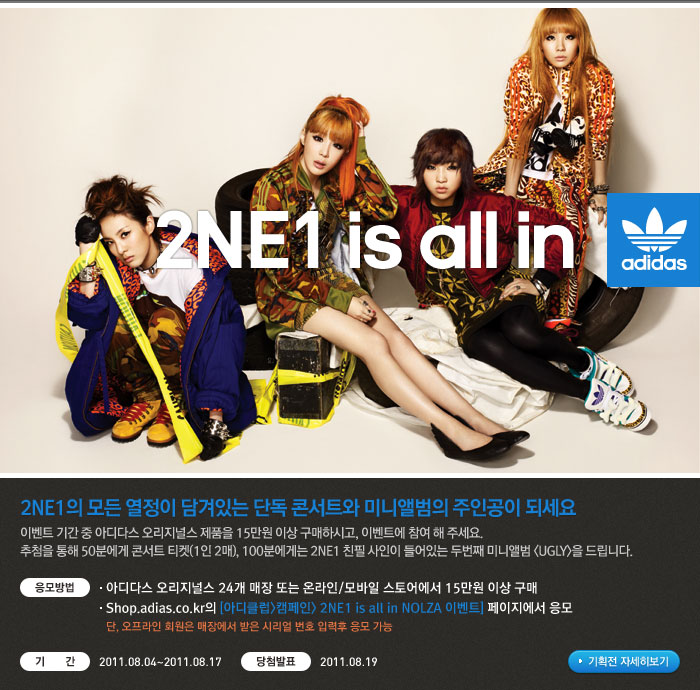 2NE1 is all in
adidas
2NE1의 모든 열정이 담겨있는 단독 콘서트와 미니앨범의 주인공이 되세요
이벤트 기간 중 아디다스 오리지널스 제품을 15만원 이상 구매하시고, 이벤트에 참여 해 주세요.
추첨을 통해 50분에게 콘서트 티켓(1인 2매), 100분에게는 2NE1 친필 사인이 들어있는 두번째 미니앨범 <UGLY>을 드립니다.
응모방법
· 아디다스 오리지널스 24개 매장 또는 온라인/모바일 스토어에서 15만원 이상 구매
· Shop.adias.co.kr의 [아디클럽>캠페인> 2NE1 is all in NOLZA 이벤트] 페이지에서 응모
단, 오프라인 회원은 매장에서 받은 시리얼 번호 입력후 응모 가능
기 간 2011.08.04~2011.08.17 당첨발표 2011.08.19
기획전 자세히보기